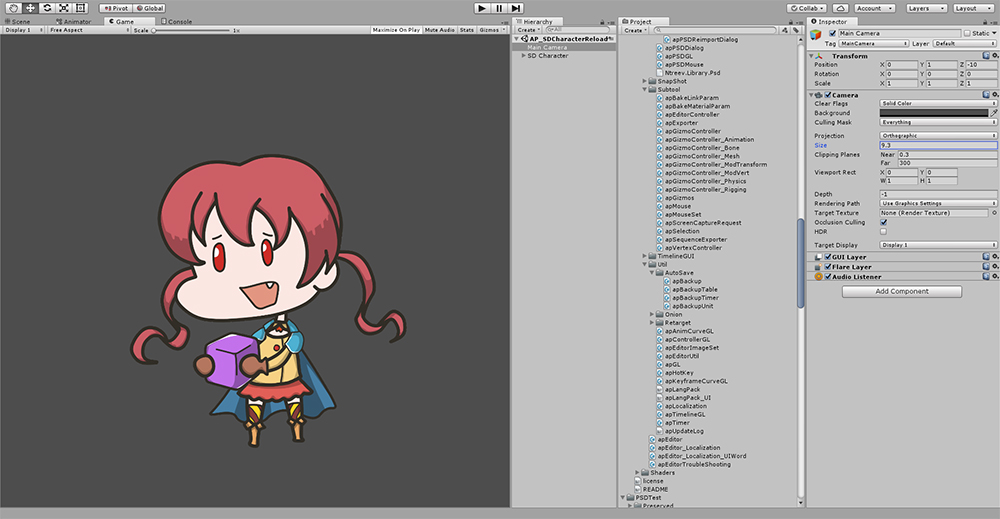 Pivot Global Collab Account Layers Layout
Scene Animator Game Console
Display 1 Free Aspect Scale 1x Maximize On Play Mute Audio Stats Gizmos
Hierarchy
Create All
AP_SDCharacterReload*
Main Camera
SD Character
Project
Create
apPSDReimportDialog
apPSDDialog
apPSDGL
apPSDMouse
Ntreev.Library.Psd
SnapShot
Subtool
apBakeLinkParam
apBakeMaterialParam
apEditorController
apExporter
apGizmoController
apGizmoController_Animation
apGizmoController_Bone
apGizmoController_Mesh
apGizmoController_ModTransform
apGizmoController_ModVert
apGizmoController_Physics
apGizmoController_Rigging
apGizmos
apMouse
apMouseSet
apScreenCaptureRequest
apSelection
apSequenceExporter
apVertexController
TimelineGUI
Util
AutoSave
apBackup
apBackupTable
apBackupTimer
apBackupUnit
Onion
Retarget
apAnimCurveGL
apControllerGL
apEditorImageSet
apEditorUtil
apGL
apHotKey
apKeyframeCurveGL
apLangPack
apLangPack_UI
apLocalization
apTimelineGL
apTimer
apUpdateLog
apEditor
apEditor_Localization
apEditor_Localization_UIWord
apEditorTroubleShooting
Shaders
license
README
PSDTest
Preserved
Inspector
Main Camera Static
Tag MainCamera Layer Default
Transform
Position X 0 Y 1 Z -10
Rotation X 0 Y 0 Z 0
Scale X 1 Y 1 Z 1
Camera
Clear Flags Solid Color
Background
Culling Mask Everything
Projection Orthographic
Size 9.3
Clipping Planes Near 0.3
Far 300
Viewport Rect X 0 Y 0
W 1 H 1
Depth -1
Rendering Path Use Graphics Settings
Target Texture None (Render Texture)
Occlusion Culling
HDR
Target Display Display 1
GUI Layer
Flare Layer
Audio Listener
Add Component